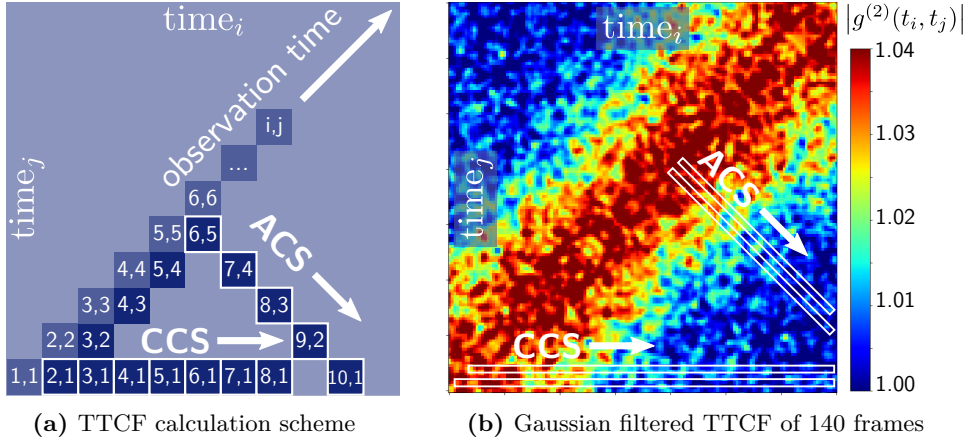 time_i
time_j
observation time
i,j
...
6,6
5,5 6,5
4,4 5,4 7,4
3,3 4,3 8,3
2,2 3,2 9,2
1,1 2,1 3,1 4,1 5,1 6,1 7,1 8,1 10,1
ACS
CCS
(a) TTCF calculation scheme
time_i
time_j
ACS
CCS
|g^(2)(t_i, t_j)|
1.04
1.03
1.02
1.01
1.00
(b) Gaussian filtered TTCF of 140 frames